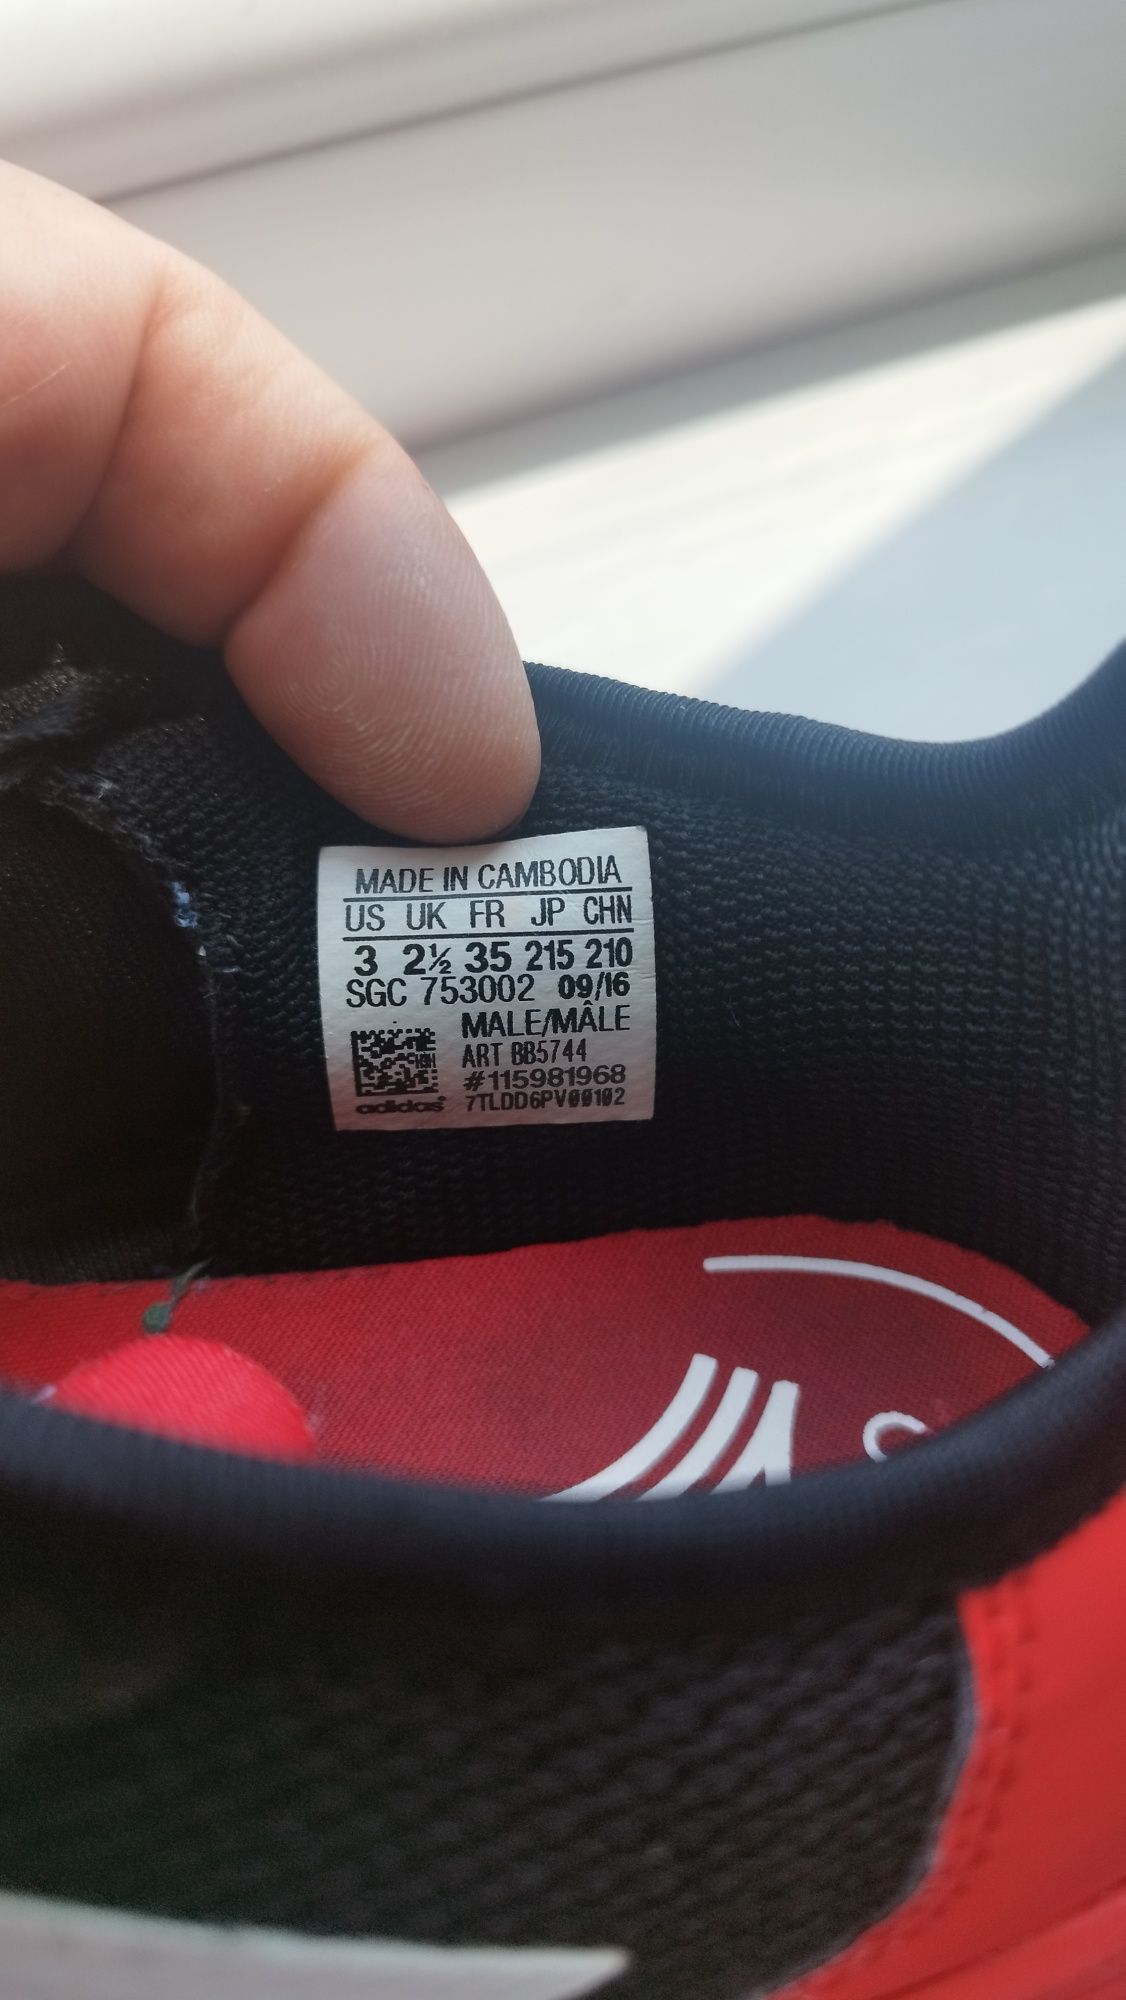 MADE IN CAMBODIA
US UK FR JP CHN
3 2½ 35 215 210
SGC 753002 09/16
MALE/MÂLE
ART BB5744
#115981968
adidas 7TLDD6PV00102